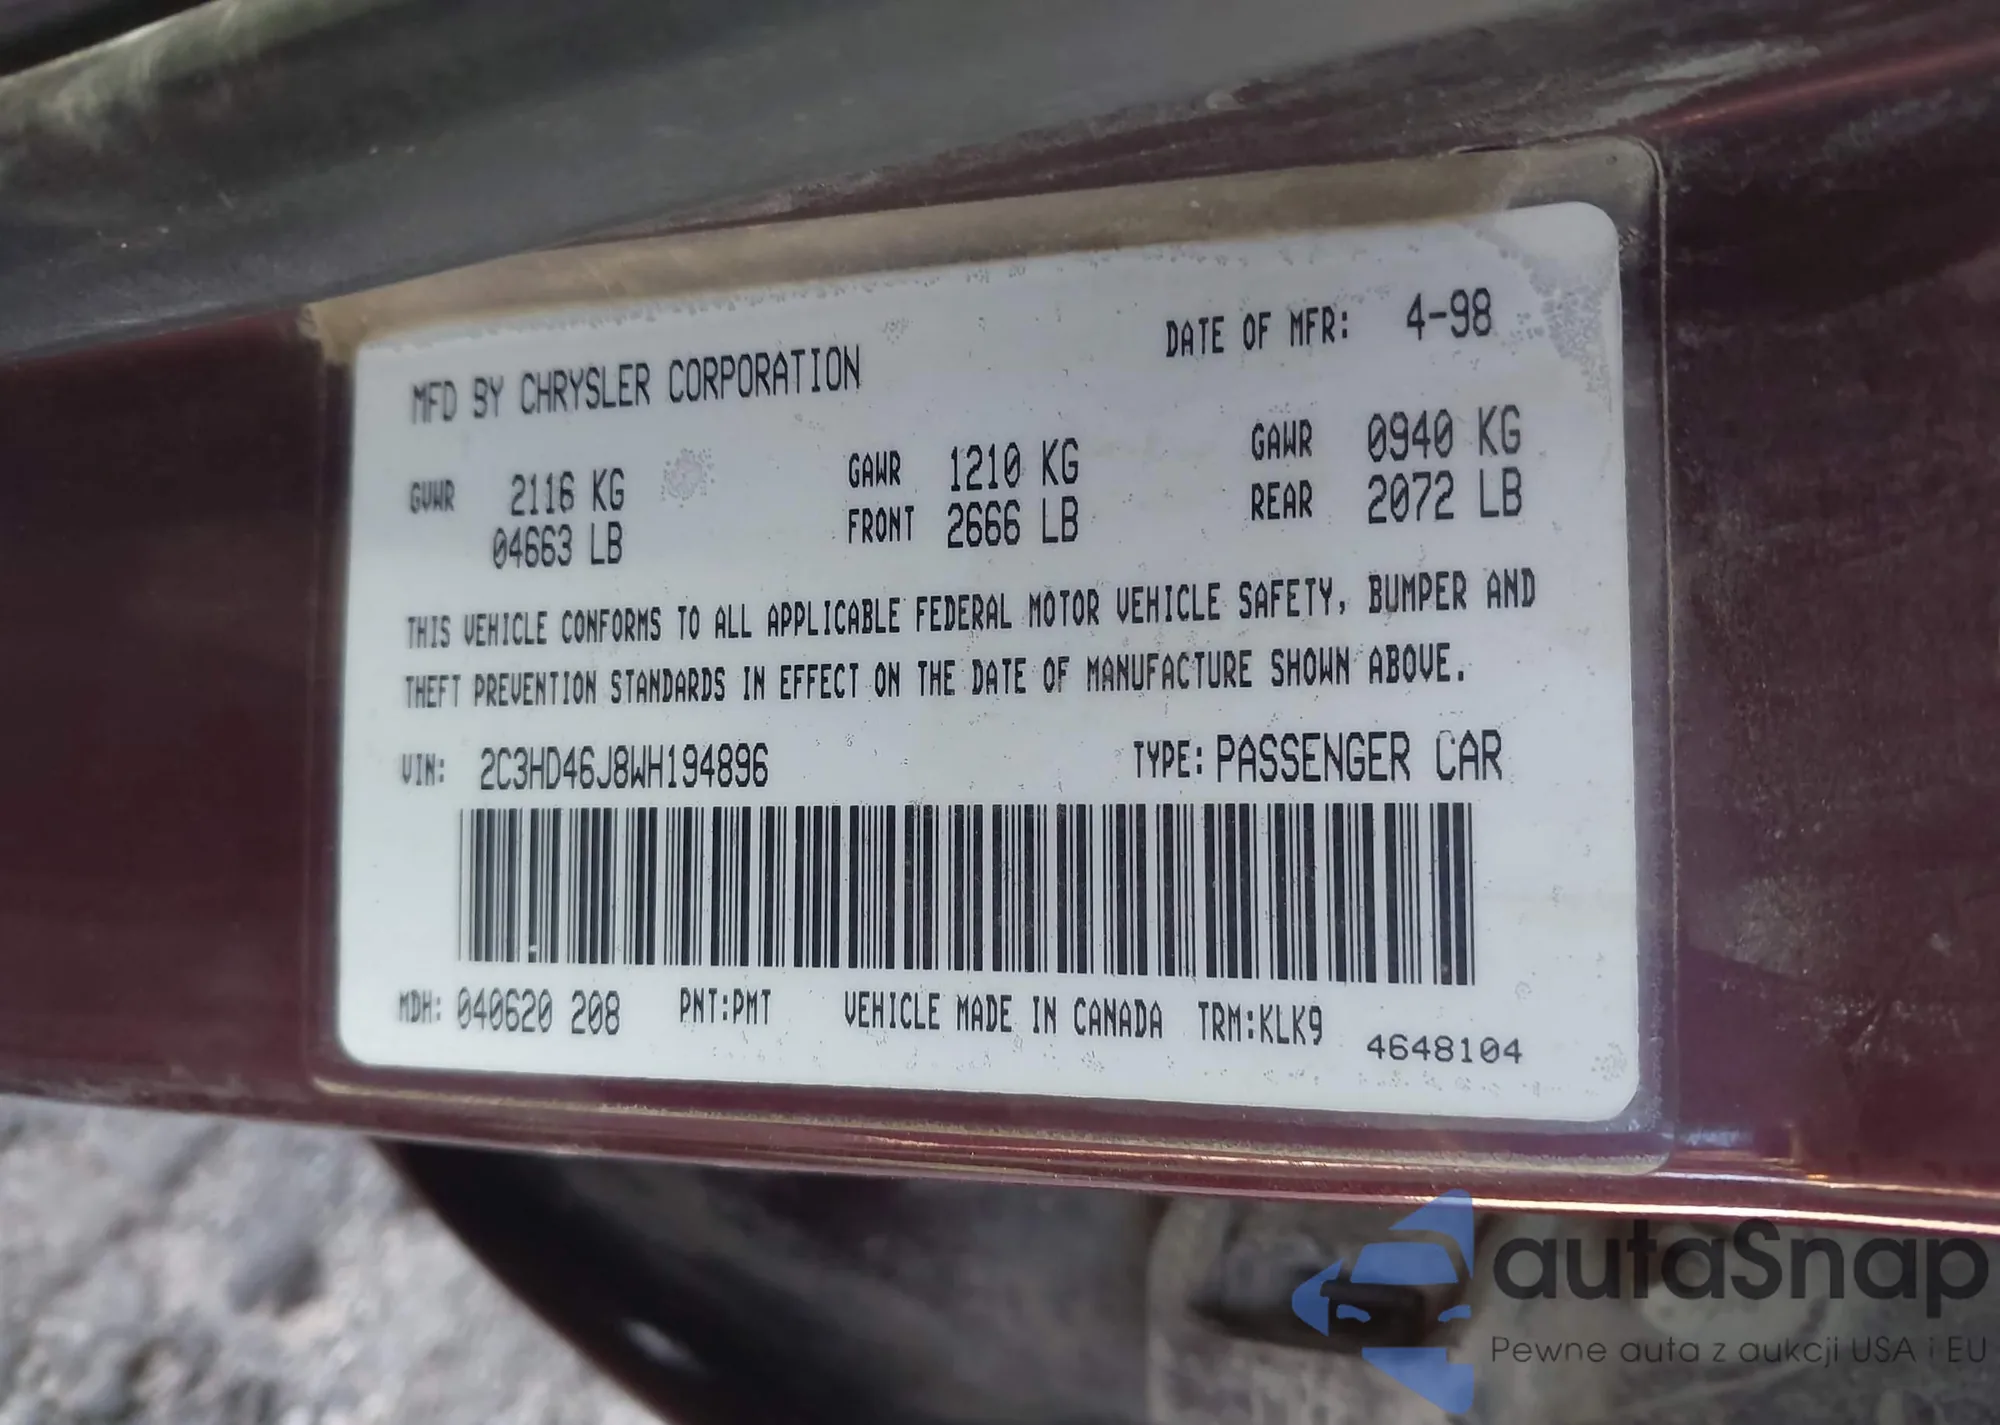 MFD BY CHRYSLER CORPORATION DATE OF MFR: 4-98
GVWR 2116 KG GAWR 1210 KG GAWR 0940 KG
04663 LB FRONT 2666 LB REAR 2072 LB
THIS VEHICLE CONFORMS TO ALL APPLICABLE FEDERAL MOTOR VEHICLE SAFETY, BUMPER AND
THEFT PREVENTION STANDARDS IN EFFECT ON THE DATE OF MANUFACTURE SHOWN ABOVE.
VIN: 2C3HD46J8WH194896 TYPE: PASSENGER CAR
MDH: 040620 208 PNT:PMT VEHICLE MADE IN CANADA TRM:KLK9 4648104
autaSnap
Pewne auta z aukcji USA i EU